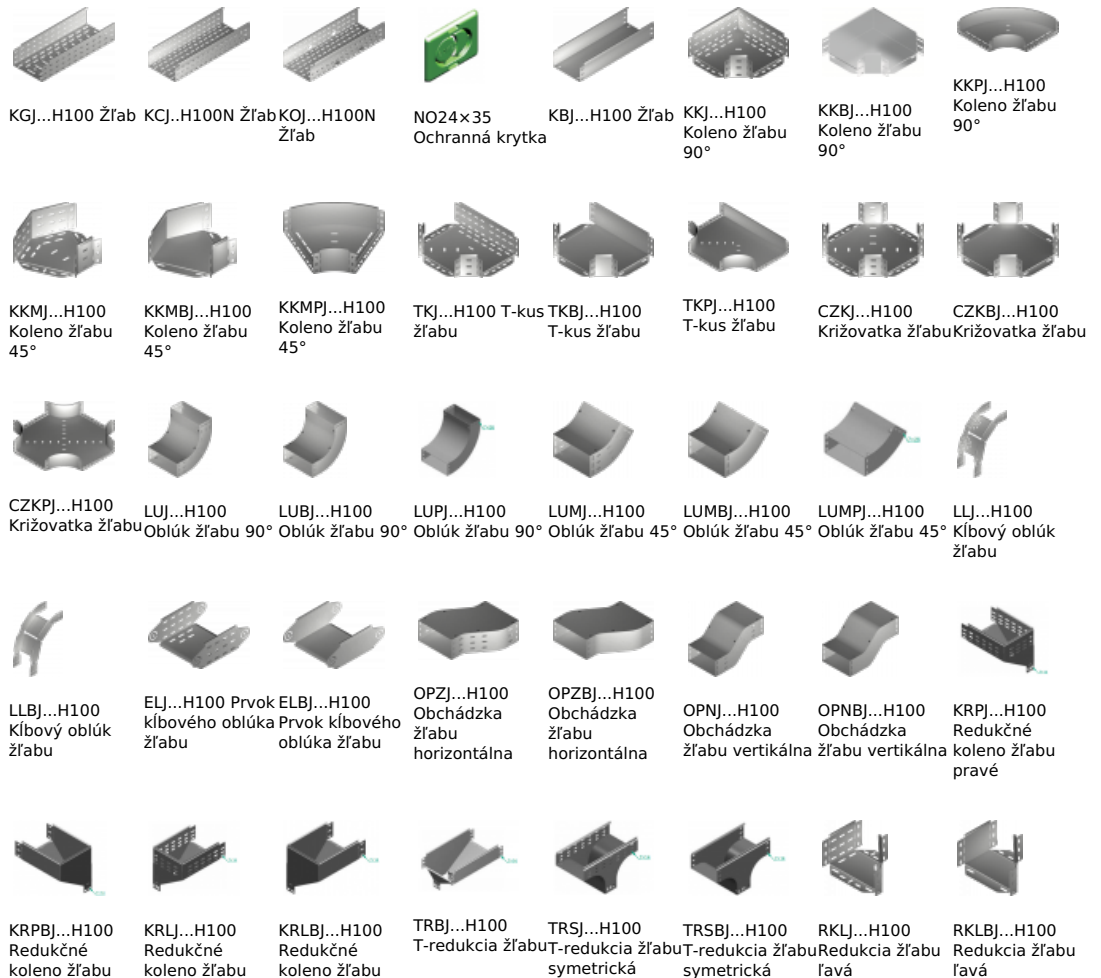 KGJ...H100 Žľab
KCJ..H100N Žľab
KOJ...H100N
Žľab
NO24×35
Ochranná krytka
KBJ...H100 Žľab
KKJ...H100
Koleno žľabu
90°
KKBJ...H100
Koleno žľabu
90°
KKPJ...H100
Koleno žľabu
90°
KKMJ...H100
Koleno žľabu
45°
KKMBJ...H100
Koleno žľabu
45°
KKMPJ...H100
Koleno žľabu
45°
TKJ...H100 T-kus
žľabu
TKBJ...H100
T-kus žľabu
TKPJ...H100
T-kus žľabu
CZKJ...H100
Križovatka žľabu
CZKBJ...H100
Križovatka žľabu
CZKPJ...H100
Križovatka žľabu
LUJ...H100
Oblúk žľabu 90°
LUBJ...H100
Oblúk žľabu 90°
LUPJ...H100
Oblúk žľabu 90°
LUMJ...H100
Oblúk žľabu 45°
LUMBJ...H100
Oblúk žľabu 45°
LUMPJ...H100
Oblúk žľabu 45°
LLJ...H100
Kĺbový oblúk
žľabu
LLBJ...H100
Kĺbový oblúk
žľabu
ELJ...H100 Prvok
kĺbového oblúka
žľabu
ELBJ...H100
Prvok kĺbového
oblúka žľabu
OPZJ...H100
Obchádzka
žľabu
horizontálna
OPZBJ...H100
Obchádzka
žľabu
horizontálna
OPNJ...H100
Obchádzka
žľabu vertikálna
OPNBJ...H100
Obchádzka
žľabu vertikálna
KRPJ...H100
Redukčné
koleno žľabu
pravé
KRPBJ...H100
Redukčné
koleno žľabu
KRLJ...H100
Redukčné
koleno žľabu
KRLBJ...H100
Redukčné
koleno žľabu
TRBJ...H100
T-redukcia žľabu
TRSJ...H100
T-redukcia žľabu
symetrická
TRSBJ...H100
T-redukcia žľabu
symetrická
RKLJ...H100
Redukcia žľabu
ľavá
RKLBJ...H100
Redukcia žľabu
ľavá